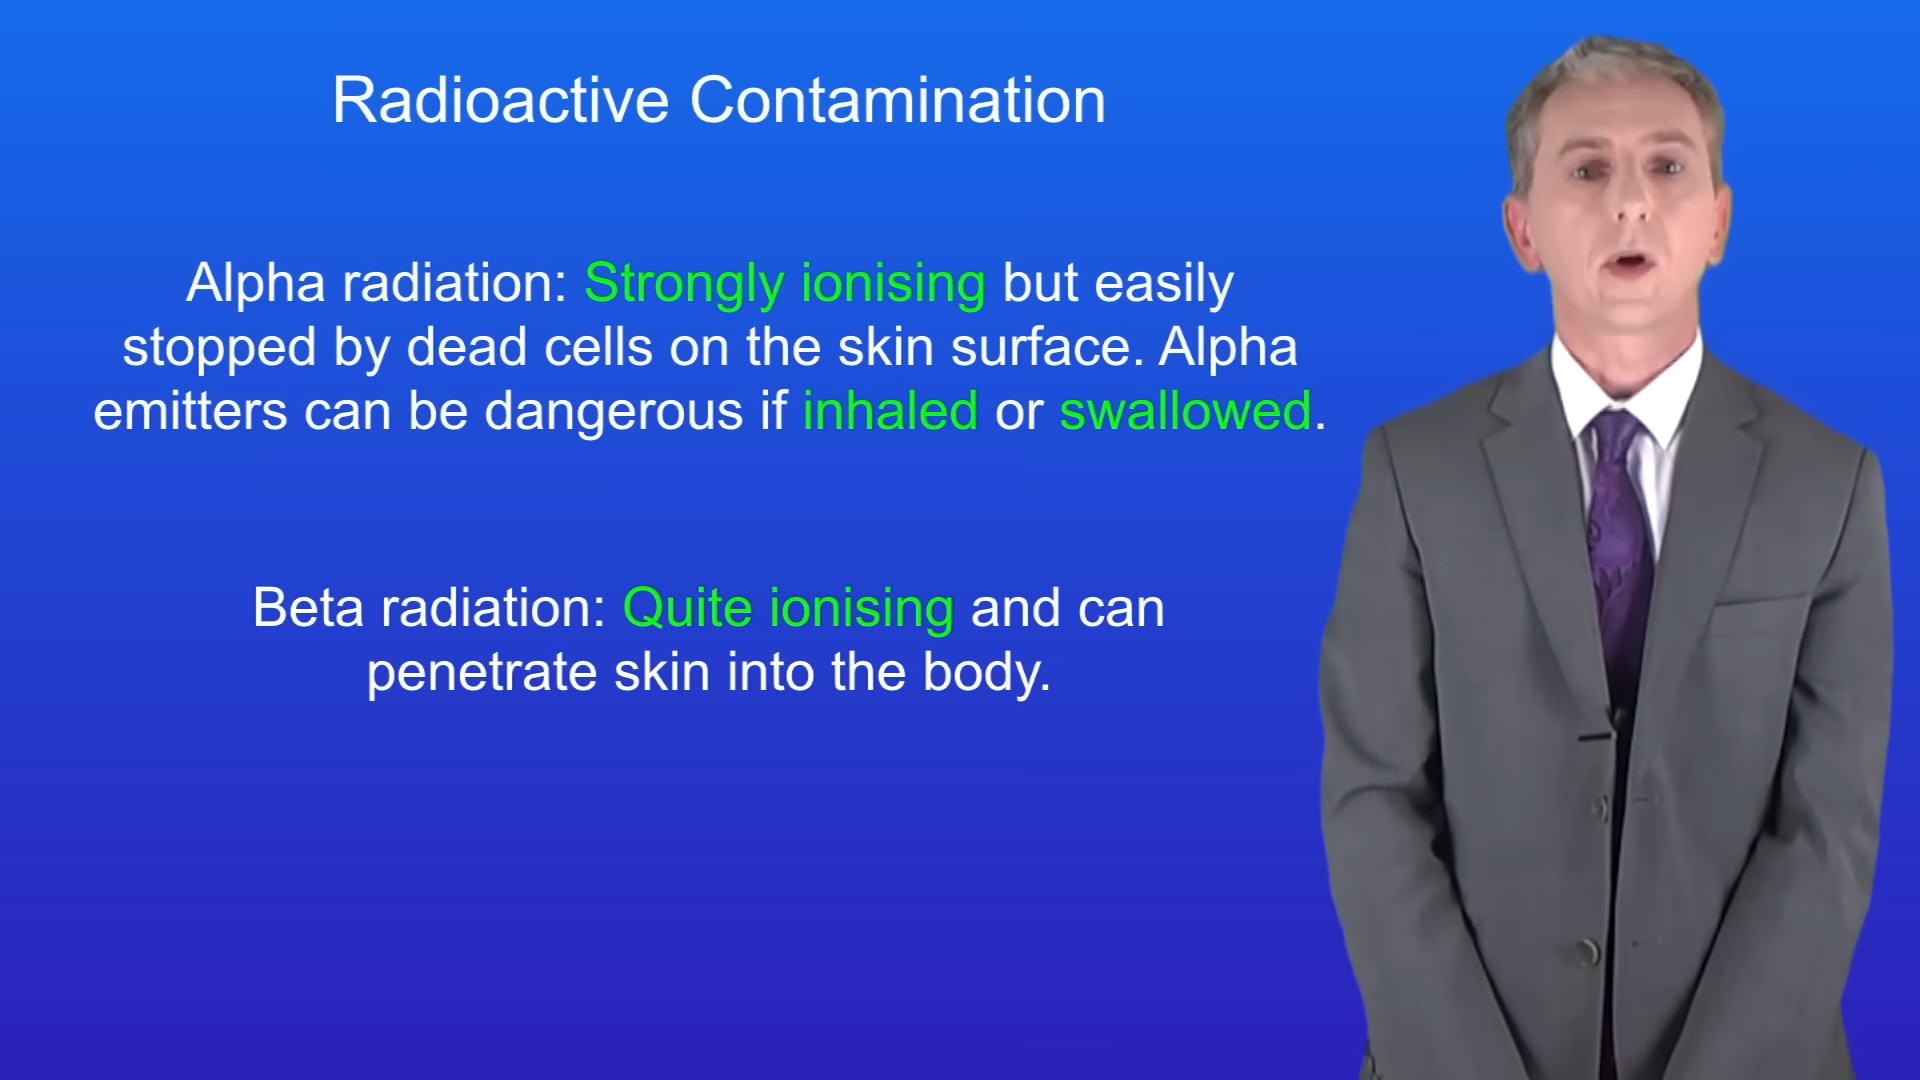 Radioactive Contamination
Alpha radiation: Strongly ionising but easily
stopped by dead cells on the skin surface. Alpha
emitters can be dangerous if inhaled or swallowed.
Beta radiation: Quite ionising and can
penetrate skin into the body.